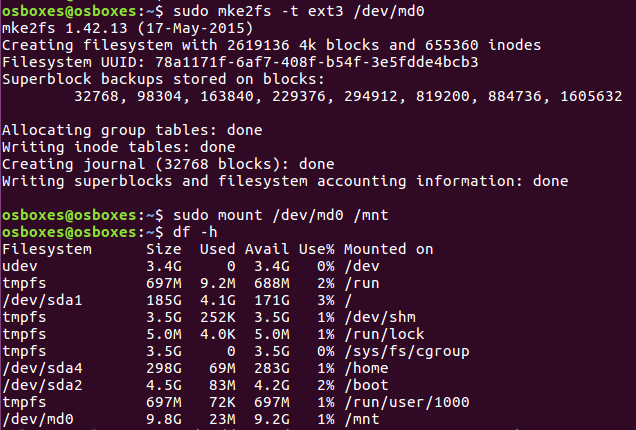 osboxes@osboxes:~$ sudo mke2fs -t ext3 /dev/md0
mke2fs 1.42.13 (17-May-2015)
Creating filesystem with 2619136 4k blocks and 655360 inodes
Filesystem UUID: 78a1171f-6af7-408f-b54f-3e5fdde4bcb3
Superblock backups stored on blocks:
        32768, 98304, 163840, 229376, 294912, 819200, 884736, 1605632

Allocating group tables: done
Writing inode tables: done
Creating journal (32768 blocks): done
Writing superblocks and filesystem accounting information: done

osboxes@osboxes:~$ sudo mount /dev/md0 /mnt
osboxes@osboxes:~$ df -h
Filesystem      Size  Used Avail Use% Mounted on
udev            3.4G     0  3.4G   0% /dev
tmpfs           697M  9.2M  688M   2% /run
/dev/sda1       185G  4.1G  171G   3% /
tmpfs           3.5G  252K  3.5G   1% /dev/shm
tmpfs           5.0M  4.0K  5.0M   1% /run/lock
tmpfs           3.5G     0  3.5G   0% /sys/fs/cgroup
/dev/sda4       298G   69M  283G   1% /home
/dev/sda2       4.5G   83M  4.2G   2% /boot
tmpfs           697M   72K  697M   1% /run/user/1000
/dev/md0        9.8G   23M  9.2G   1% /mnt